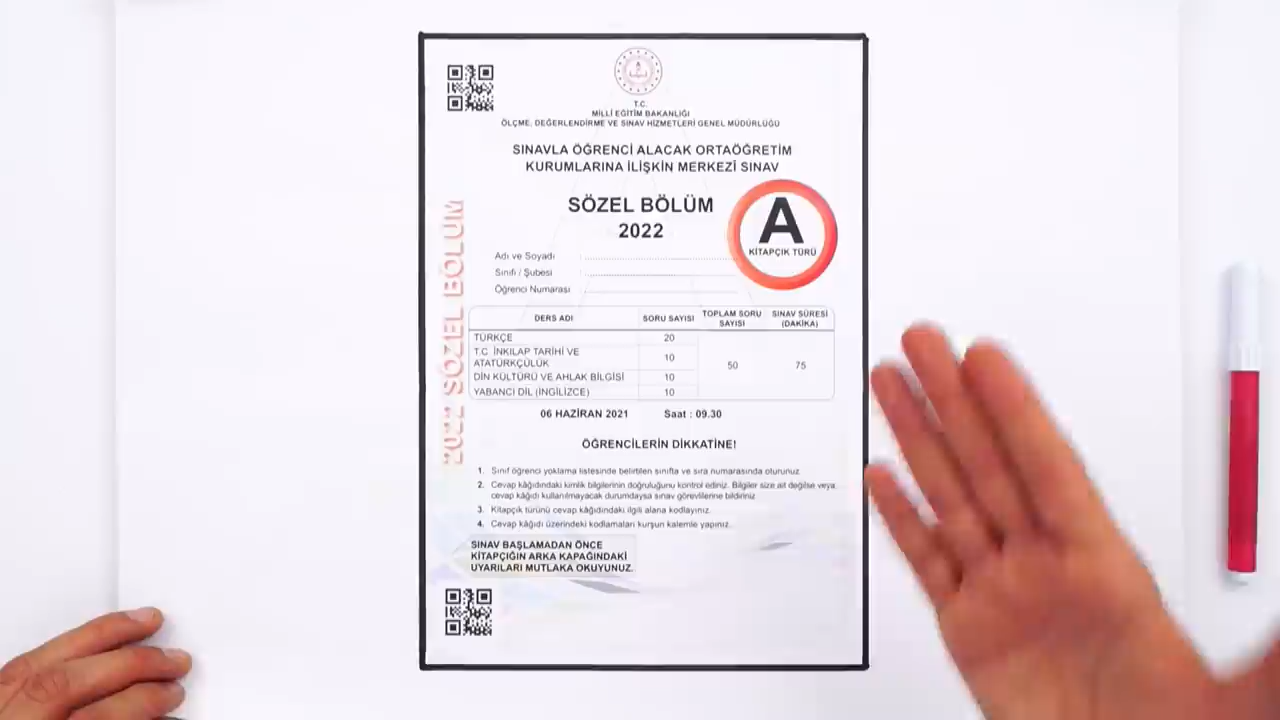 T.C.
MİLLİ EĞİTİM BAKANLIĞI
ÖLÇME, DEĞERLENDİRME VE SINAV HİZMETLERİ GENEL MÜDÜRLÜĞÜ
SINAVLA ÖĞRENCİ ALACAK ORTAÖĞRETİM
KURUMLARINA İLİŞKİN MERKEZÎ SINAV
SÖZEL BÖLÜM
2022
A
KİTAPÇIK TÜRÜ
2022 SÖZEL BÖLÜM
Adı ve Soyadı :
Sınıfı / Şubesi :
Öğrenci Numarası :
DERS ADI SORU SAYISI TOPLAM SORU SAYISI SINAV SÜRESİ (DAKİKA)
TÜRKÇE 20
T.C. İNKILAP TARİHİ VE
ATATÜRKÇÜLÜK 10 50 75
DİN KÜLTÜRÜ VE AHLAK BİLGİSİ 10
YABANCI DİL (İNGİLİZCE) 10
06 HAZİRAN 2021 Saat : 09.30
ÖĞRENCİLERİN DİKKATİNE!
1. Sınıf öğrenci yoklama listesinde belirtilen sınıfta ve sıra numarasında oturunuz.
2. Cevap kâğıdındaki kimlik bilgilerinin doğruluğunu kontrol ediniz. Bilgiler size ait değilse veya
cevap kâğıdı kullanılmayacak durumdaysa sınav görevlilerine bildiriniz.
3. Kitapçık türünü cevap kâğıdındaki ilgili alana kodlayınız.
4. Cevap kâğıdı üzerindeki kodlamaları kurşun kalemle yapınız.
SINAV BAŞLAMADAN ÖNCE
KİTAPÇIĞIN ARKA KAPAĞINDAKİ
UYARILARI MUTLAKA OKUYUNUZ.